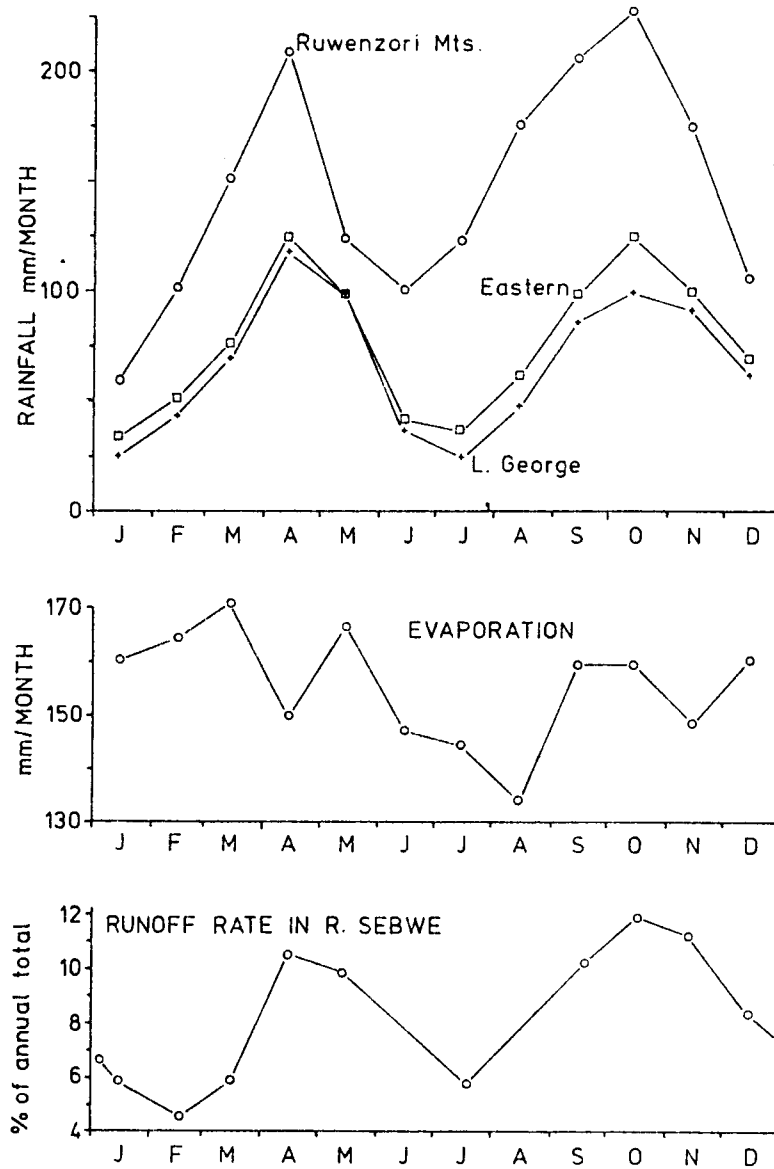 Ruwenzori Mts.
200
Eastern
100
L. George
0
RAINFALL mm/MONTH
J F M A M J J A S O N D
170
EVAPORATION
150
130
mm/MONTH
J F M A M J J A S O N D
12
RUNOFF RATE IN R. SEBWE
10
8
6
4
% of annual total
J F M A M J J A S O N D